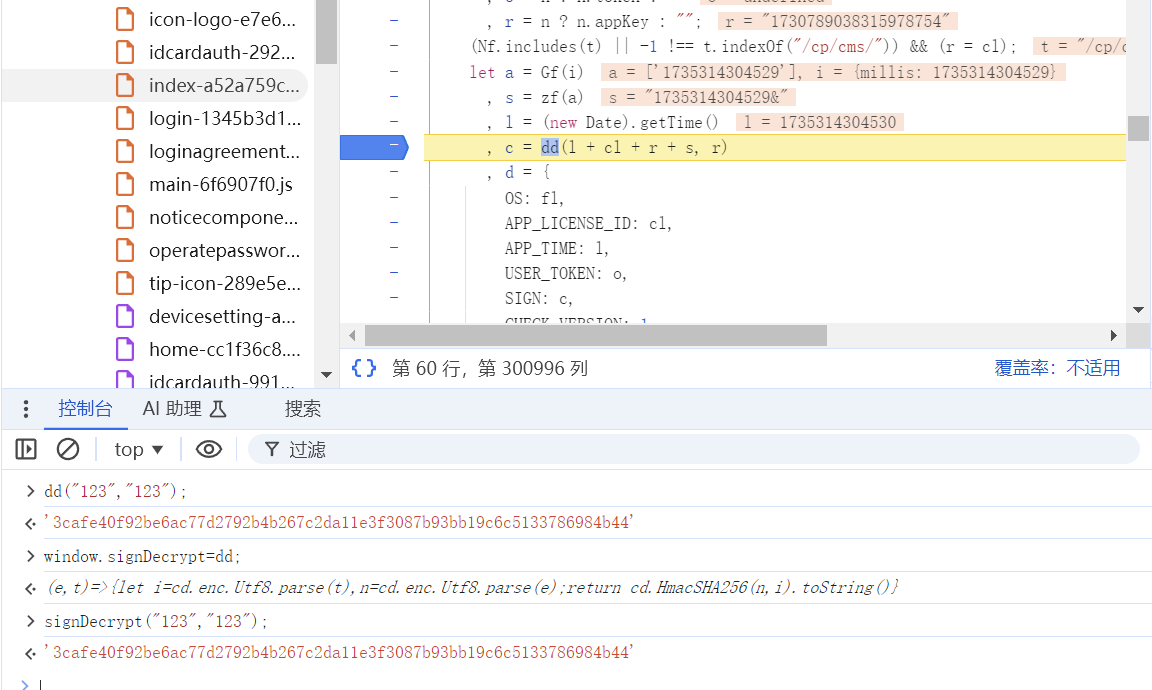 icon-logo-e7e6...
idcardauth-292...
index-a52a759c...
login-1345b3d1...
loginagreement...
main-6f6907f0.js
noticecompone...
operatepasswor...
tip-icon-289e5e...
devicesetting-a...
home-cc1f36c8....
idcardauth-991...
, r = n ? n.appKey : ""; r = "1730789038315978754"
(Nf.includes(t) || -1 !== t.indexOf("/cp/cms/")) && (r = cl); t = "/cp/c
let a = Gf(i) a = ['1735314304529'], i = {millis: 1735314304529}
, s = zf(a) s = "1735314304529&"
, l = (new Date).getTime() l = 1735314304530
, c = dd(l + cl + r + s, r)
, d = {
OS: fl,
APP_LICENSE_ID: cl,
APP_TIME: l,
USER_TOKEN: o,
SIGN: c,
{} 第 60 行，第 300996 列 覆盖率：不适用
控制台 AI 助理 搜索
top ▼ 过滤
> dd("123","123");
'3cafe40f92be6ac77d2792b4b267c2da11e3f3087b93bb19c6c5133786984b44'
> window.signDecrypt=dd;
(e,t)=>{let i=cd.enc.Utf8.parse(t),n=cd.enc.Utf8.parse(e);return cd.HmacSHA256(n,i).toString()}
> signDecrypt("123","123");
'3cafe40f92be6ac77d2792b4b267c2da11e3f3087b93bb19c6c5133786984b44'
>